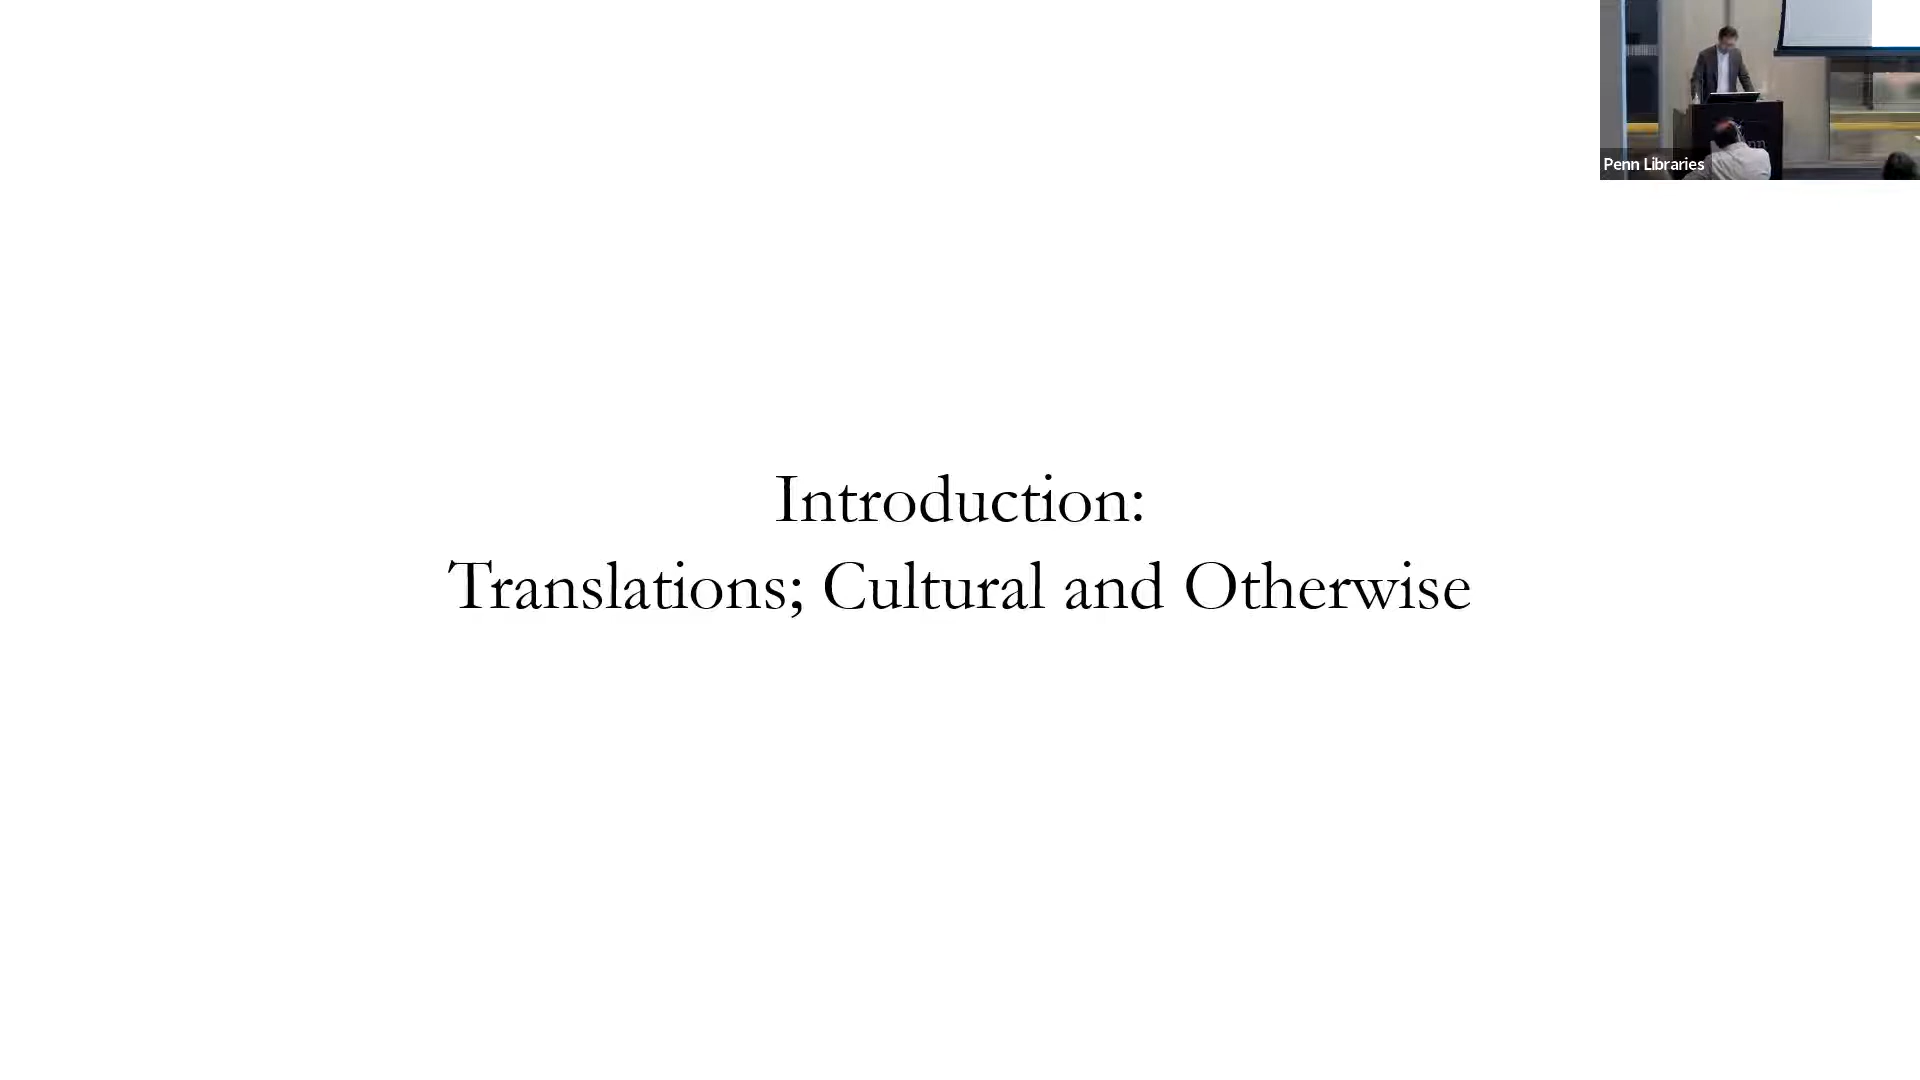 Penn Libraries
Introduction:
Translations; Cultural and Otherwise